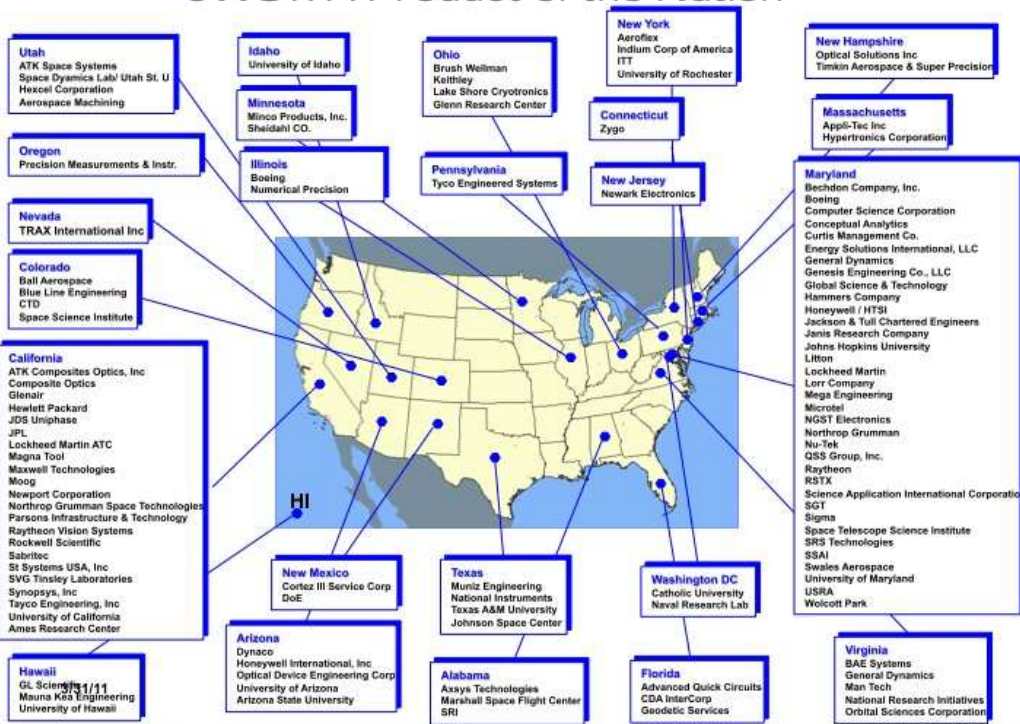 Product of the Nation
Utah
ATK Space Systems
Space Dyamics Lab/ Utah St. U
Hexcel Corporation
Aerospace Machining
Idaho
University of Idaho
Minnesota
Minco Products, Inc.
Sheidahl CO.
Ohio
Brush Wellman
Keithley
Lake Shore Cryotronics
Glenn Research Center
New York
Aeroflex
Indium Corp of America
ITT
University of Rochester
New Hampshire
Optical Solutions Inc
Timkin Aerospace & Super Precision
Connecticut
Zygo
Massachusetts
Appli-Tec Inc
Hypertronics Corporation
Oregon
Precision Measurements & Instr.
Illinois
Boeing
Numerical Precision
Pennsylvania
Tyco Engineered Systems
New Jersey
Newark Electronics
Maryland
Bechdon Company, Inc.
Boeing
Computer Science Corporation
Conceptual Analytics
Curtis Management Co.
Energy Solutions International, LLC
General Dynamics
Genesis Engineering Co., LLC
Global Science & Technology
Hammers Company
Honeywell / HTSI
Jackson & Tull Chartered Engineers
Janis Research Company
Johns Hopkins University
Litton
Lockheed Martin
Lorr Company
Mega Engineering
Microtel
NGST Electronics
Northrop Grumman
Nu-Tek
QSS Group, Inc.
Raytheon
RSTX
Science Application International Corporatio
SGT
Sigma
Space Telescope Science Institute
SRS Technologies
SSAI
Swales Aerospace
University of Maryland
USRA
Wolcott Park
Nevada
TRAX International Inc
Colorado
Ball Aerospace
Blue Line Engineering
CTD
Space Science Institute
California
ATK Composites Optics, Inc
Composite Optics
Glenair
Hewlett Packard
JDS Uniphase
JPL
Lockheed Martin ATC
Magna Tool
Maxwell Technologies
Moog
Newport Corporation
Northrop Grumman Space Technologies
Parsons Infrastructure & Technology
Raytheon Vision Systems
Rockwell Scientific
Sabritec
St Systems USA, Inc
SVG Tinsley Laboratories
Synopsys, Inc
Tayco Engineering, Inc
University of California
Ames Research Center
HI
New Mexico
Cortez III Service Corp
DoE
Texas
Muniz Engineering
National Instruments
Texas A&M University
Johnson Space Center
Washington DC
Catholic University
Naval Research Lab
Arizona
Dynaco
Honeywell International, Inc
Optical Device Engineering Corp
University of Arizona
Arizona State University
Alabama
Axsys Technologies
Marshall Space Flight Center
SRI
Florida
Advanced Quick Circuits
CDA InterCorp
Geodetic Services
Virginia
BAE Systems
General Dynamics
Man Tech
National Research Initiatives
Orbital Sciences Corporation
Hawaii
GL Scientific
3/31/11
Mauna Kea Engineering
University of Hawaii